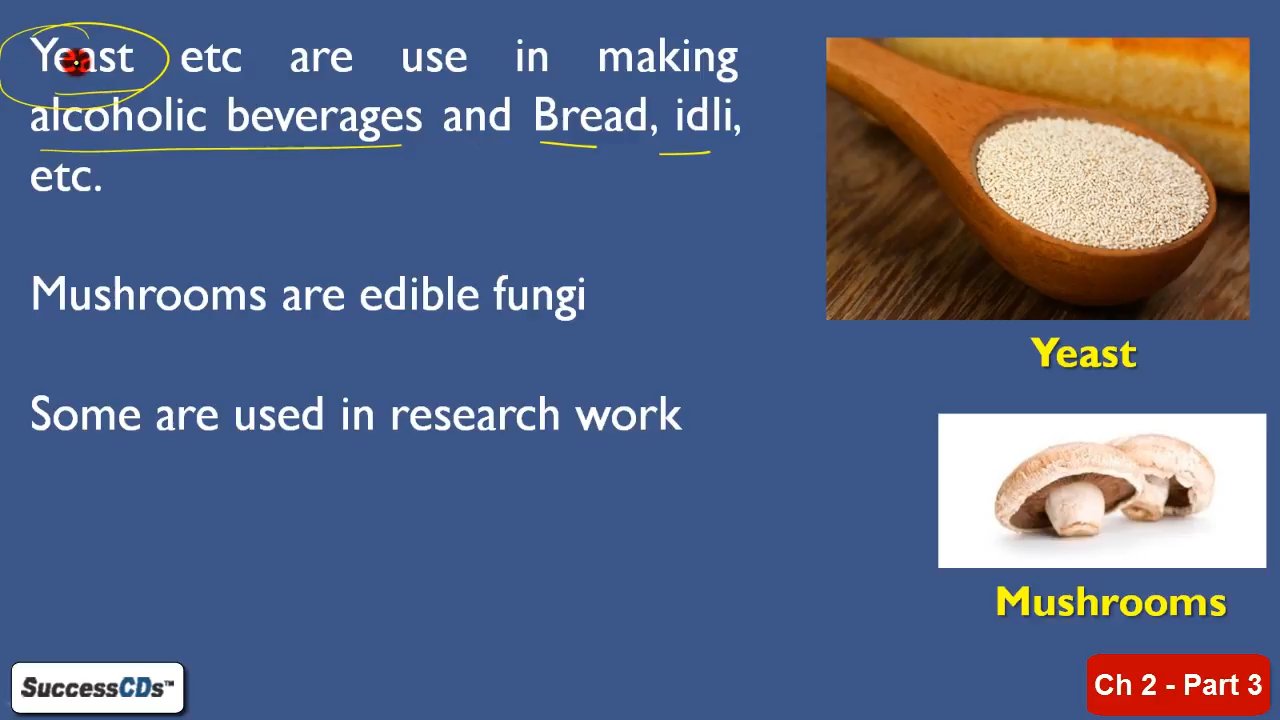 Yeast etc are use in making
alcoholic beverages and Bread, idli,
etc.
Mushrooms are edible fungi
Some are used in research work
Yeast
Mushrooms
SuccessCDs™
Ch 2 - Part 3